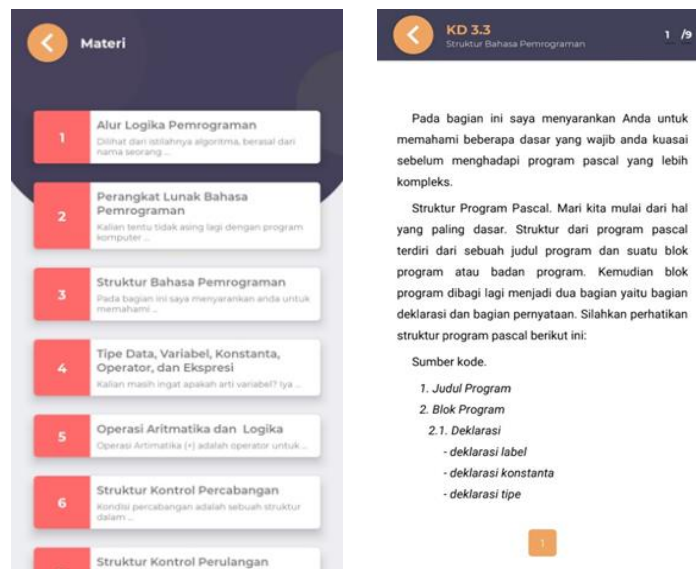 Materi
1
Alur Logika Pemrograman
Dilihat dari istilahnya algoritma, berasal dari
nama seorang ...
2
Perangkat Lunak Bahasa
Pemrograman
Kalian tentu tidak asing lagi dengan program
komputer ...
3
Struktur Bahasa Pemrograman
Pada bagian ini saya menyarankan anda untuk
memahami ...
4
Tipe Data, Variabel, Konstanta,
Operator, dan Ekspresi
Kalian masih ingat apakah arti variabel? Iya ...
5
Operasi Aritmatika dan Logika
Operasi Artimatika (+) adalah operator untuk ...
6
Struktur Kontrol Percabangan
Kondisi percabangan adalah sebuah struktur
dalam ...
Struktur Kontrol Perulangan
KD 3.3
Struktur Bahasa Pemrograman
1 /9
Pada bagian ini saya menyarankan Anda untuk
memahami beberapa dasar yang wajib anda kuasai
sebelum menghadapi program pascal yang lebih
kompleks.
Struktur Program Pascal. Mari kita mulai dari hal
yang paling dasar. Struktur dari program pascal
terdiri dari sebuah judul program dan suatu blok
program atau badan program. Kemudian blok
program dibagi lagi menjadi dua bagian yaitu bagian
deklarasi dan bagian pernyataan. Silahkan perhatikan
struktur program pascal berikut ini:
Sumber kode.
1. Judul Program
2. Blok Program
2.1. Deklarasi
- deklarasi label
- deklarasi konstanta
- deklarasi tipe
1